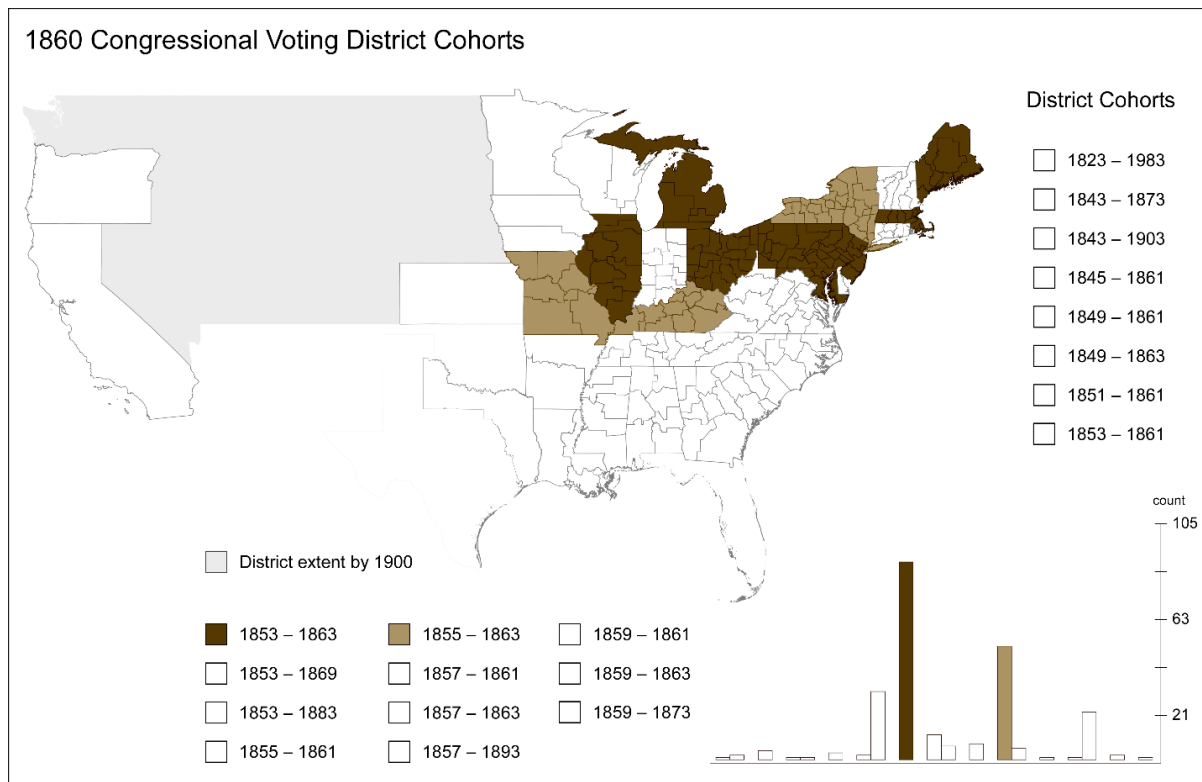 1860 Congressional Voting District Cohorts
District Cohorts
1823 – 1983
1843 – 1873
1843 – 1903
1845 – 1861
1849 – 1861
1849 – 1863
1851 – 1861
1853 – 1861
District extent by 1900
1853 – 1863
1853 – 1869
1853 – 1883
1855 – 1861
1855 – 1863
1857 – 1861
1857 – 1863
1857 – 1893
1859 – 1861
1859 – 1863
1859 – 1873
count
105
63
21